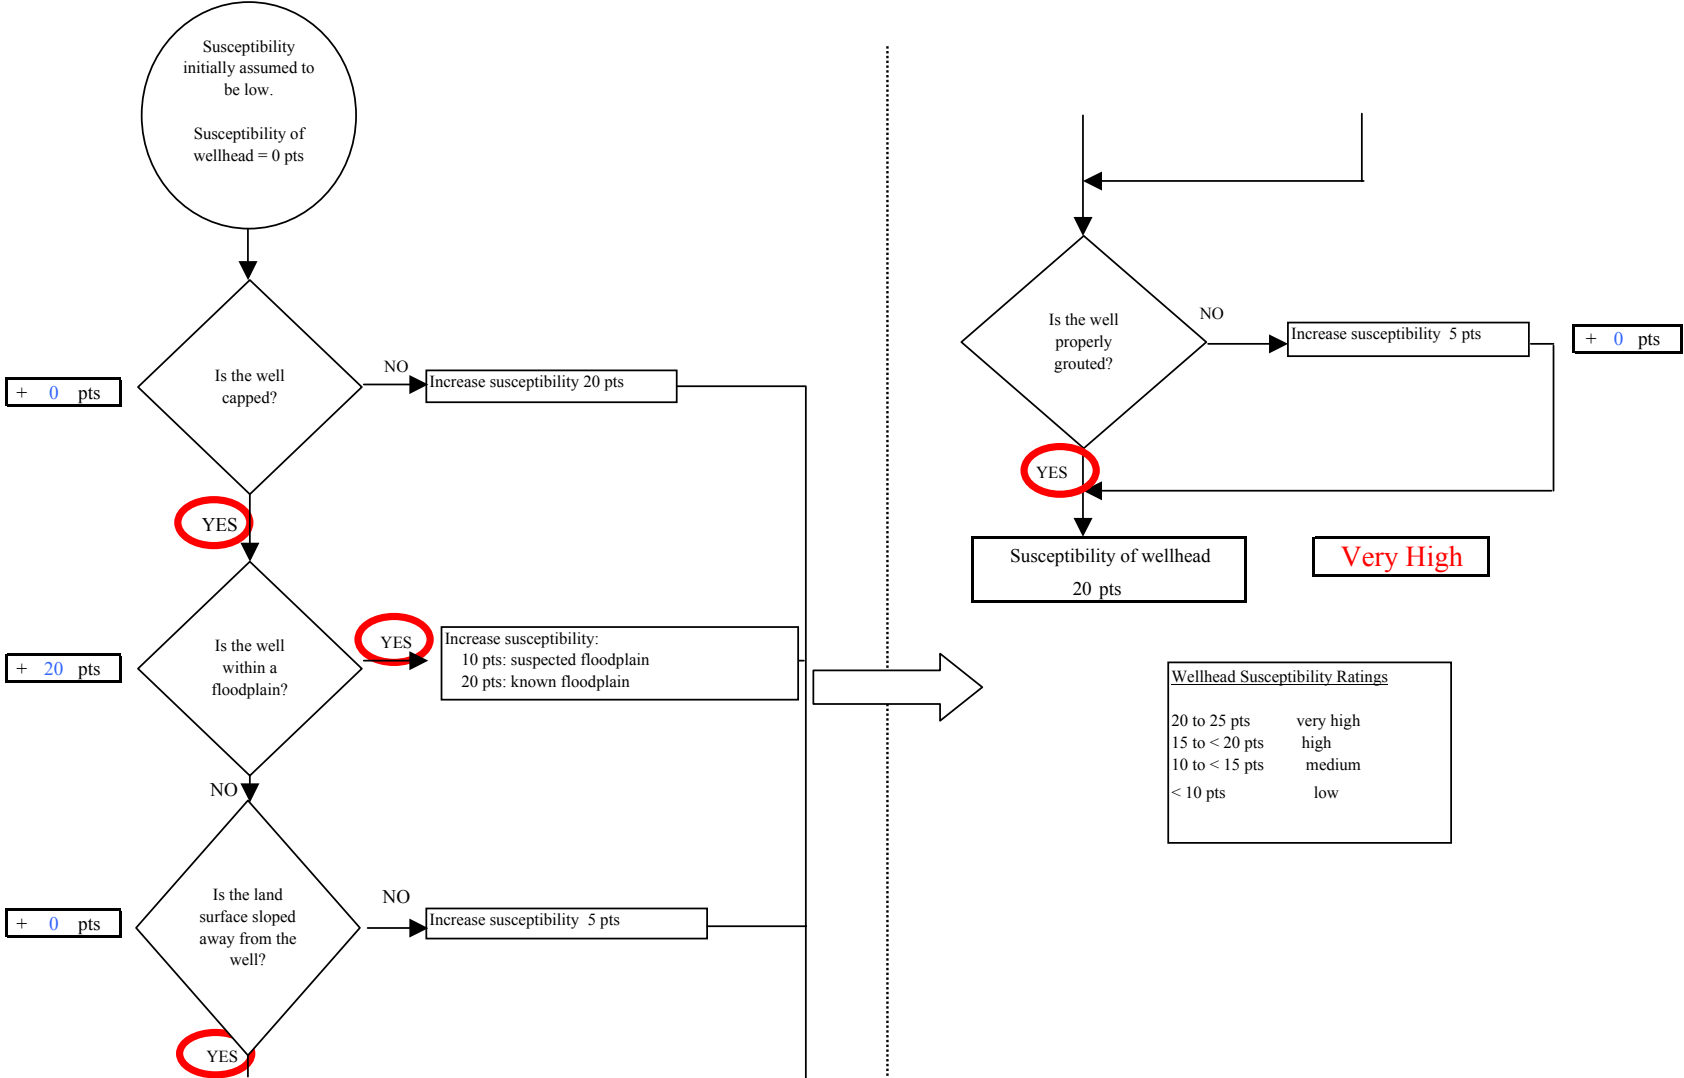 Susceptibility
initially assumed to
be low.
Susceptibility of
wellhead = 0 pts
Is the well
capped?
NO
Increase susceptibility 20 pts
+ 0 pts
YES
Is the well
within a
floodplain?
YES
Increase susceptibility:
10 pts: suspected floodplain
20 pts: known floodplain
+ 20 pts
NO
Is the land
surface sloped
away from the
well?
NO
Increase susceptibility 5 pts
+ 0 pts
YES
Is the well
properly
grouted?
NO
Increase susceptibility 5 pts
+ 0 pts
YES
Susceptibility of wellhead
20 pts
Very High
Wellhead Susceptibility Ratings
20 to 25 pts very high
15 to < 20 pts high
10 to < 15 pts medium
< 10 pts low